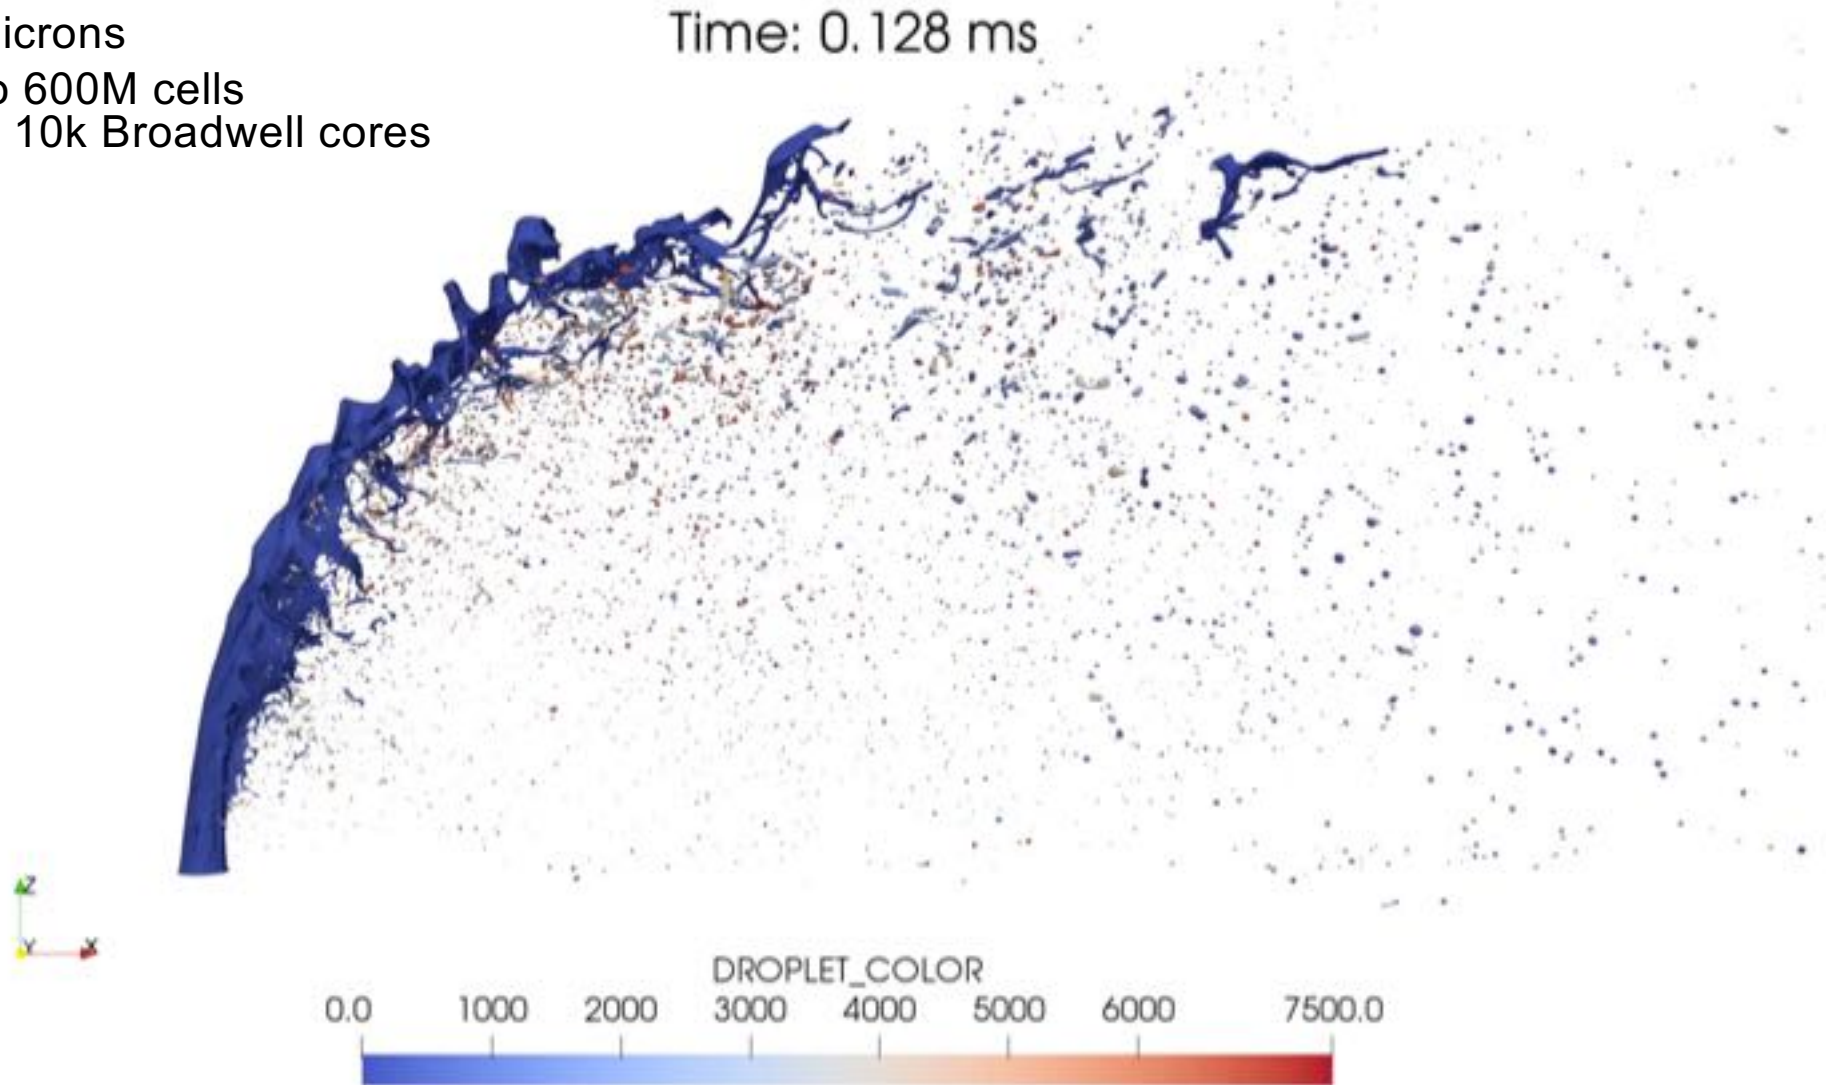 icrons
600M cells
10k Broadwell cores
Time: 0.128 ms
Z
Y X
DROPLET_COLOR
0.0 1000 2000 3000 4000 5000 6000 7500.0